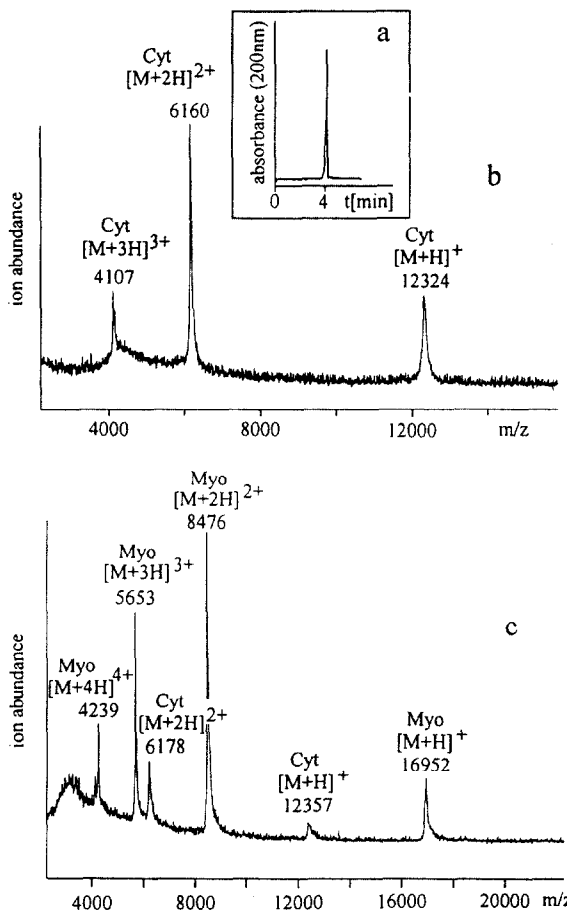 a
absorbance (200nm)
0 4 t[min]
b
Cyt
[M+2H]2+
6160
Cyt
[M+3H]3+
4107
Cyt
[M+H]+
12324
ion abundance
4000 8000 12000 m/z
c
Myo
[M+2H]2+
8476
Myo
[M+3H]3+
5653
Myo
[M+4H]4+
4239
Cyt
[M+2H]2+
6178
Cyt
[M+H]+
12357
Myo
[M+H]+
16952
ion abundance
4000 8000 12000 16000 20000 m/z